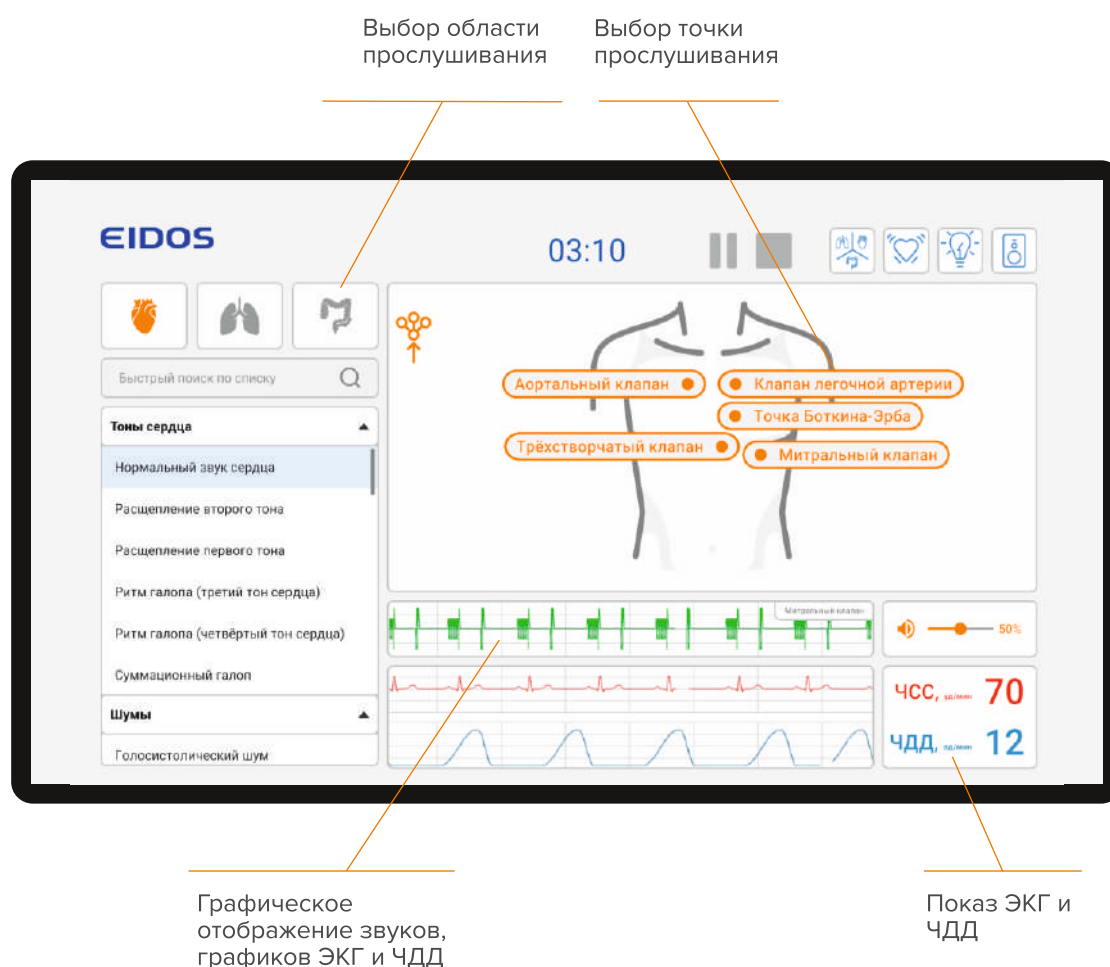 Выбор области
прослушивания
Выбор точки
прослушивания
EIDOS
03:10
Быстрый поиск по списку
Тоны сердца
Нормальный звук сердца
Расщепление второго тона
Расщепление первого тона
Ритм галопа (третий тон сердца)
Ритм галопа (четвёртый тон сердца)
Суммационный галоп
Шумы
Голосистолический шум
Аортальный клапан
Клапан легочной артерии
Точка Боткина-Эрба
Трёхстворчатый клапан
Митральный клапан
Митральный клапан
50%
ЧСС, 70
ЧДД, 12
Графическое
отображение звуков,
графиков ЭКГ и ЧДД
Показ ЭКГ и
ЧДД